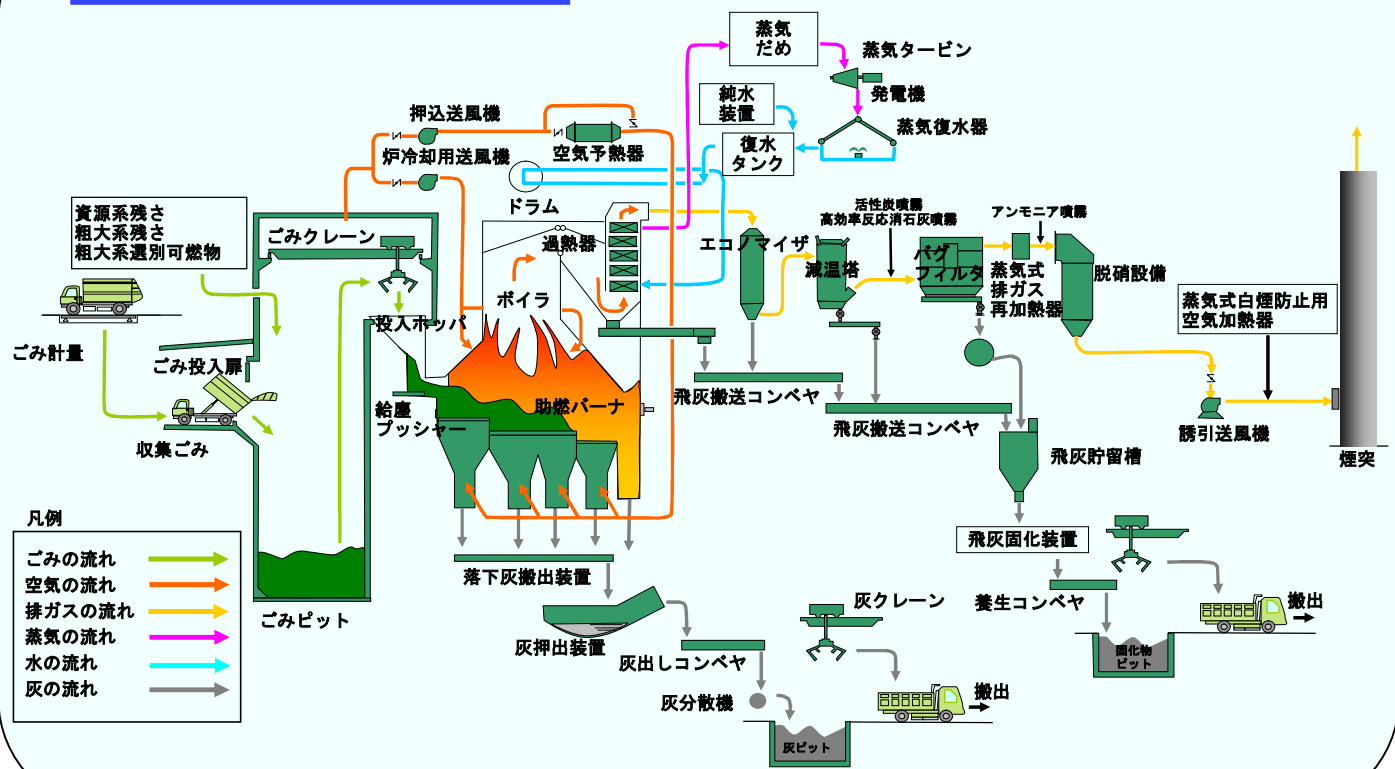 蒸気
だめ
蒸気タービン
発電機
純水
装置
蒸気復水器
復水
タンク
押込送風機
炉冷却用送風機
空気予熱器
ドラム
資源系残さ
粗大系残さ
粗大系選別可燃物
ごみクレーン
過熱器
エコノマイザ
活性炭噴霧
高効率反応消石灰噴霧
アンモニア噴霧
減温塔
バグ
フィルタ
蒸気式
排ガス
再加熱器
脱硝設備
蒸気式白煙防止用
空気加熱器
ボイラ
投入ホッパ
ごみ計量
ごみ投入扉
飛灰搬送コンベヤ
助燃バーナ
給塵
プッシャー
収集ごみ
飛灰搬送コンベヤ
誘引送風機
煙突
飛灰貯留槽
凡例
ごみの流れ
空気の流れ
排ガスの流れ
蒸気の流れ
水の流れ
灰の流れ
ごみピット
飛灰固化装置
落下灰搬出装置
養生コンベヤ
搬出
灰クレーン
灰押出装置
灰出しコンベヤ
固化物
ピット
灰分散機
搬出
灰ピット